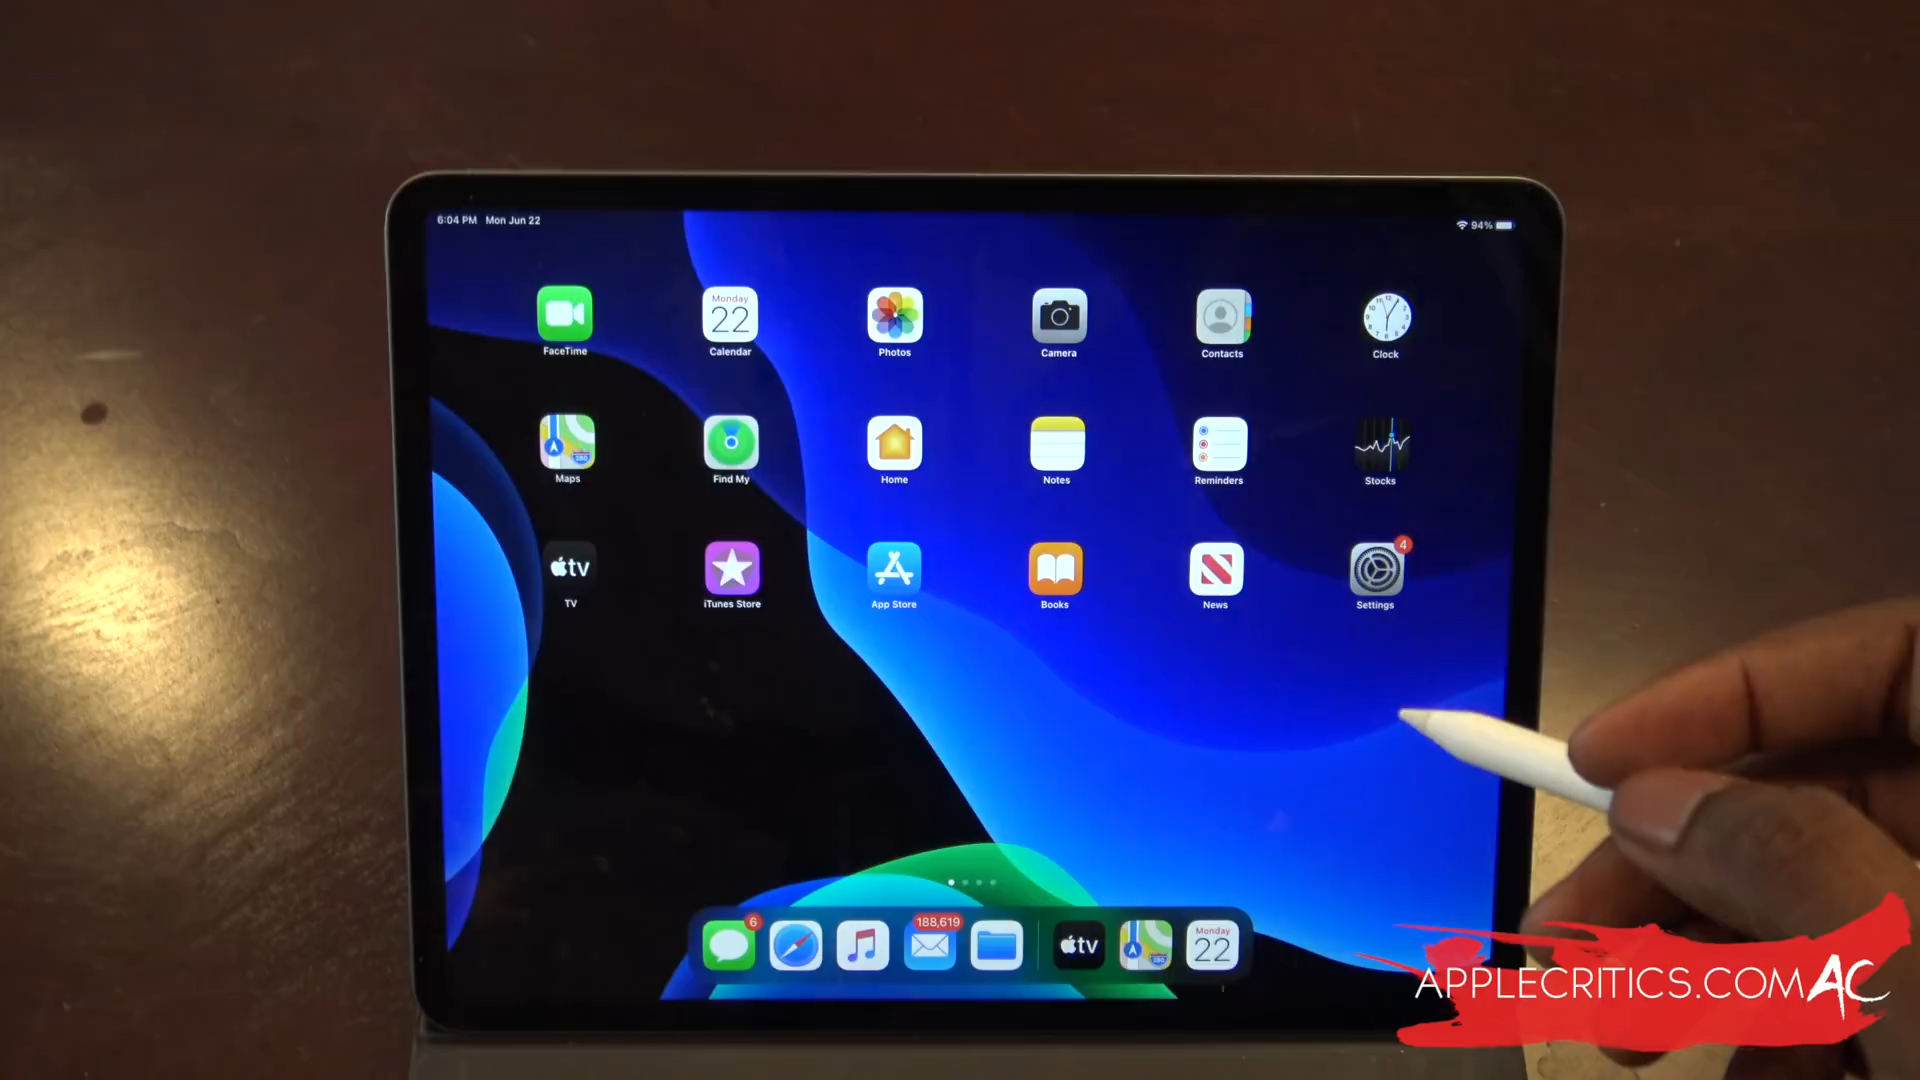 6:04 PM Mon Jun 22
94%
Monday
22
FaceTime
Calendar
Photos
Camera
Contacts
Clock
280
Maps
Find My
Home
Notes
Reminders
Stocks
tv
4
TV
iTunes Store
App Store
Books
News
Settings
6
188,619
tv
280
Monday
22
APPLECRITICS.COM AC